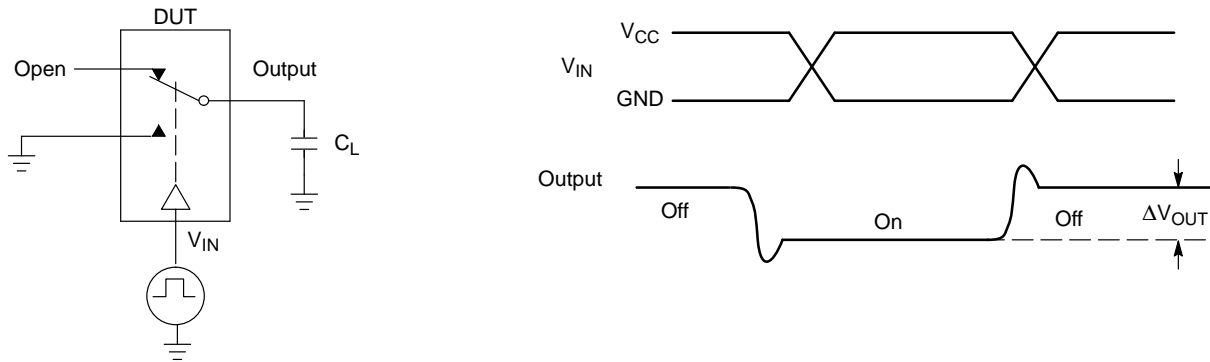 DUT
Open
Output
C_L
V_IN
V_CC
V_IN
GND
Output
Off
On
Off
ΔV_OUT